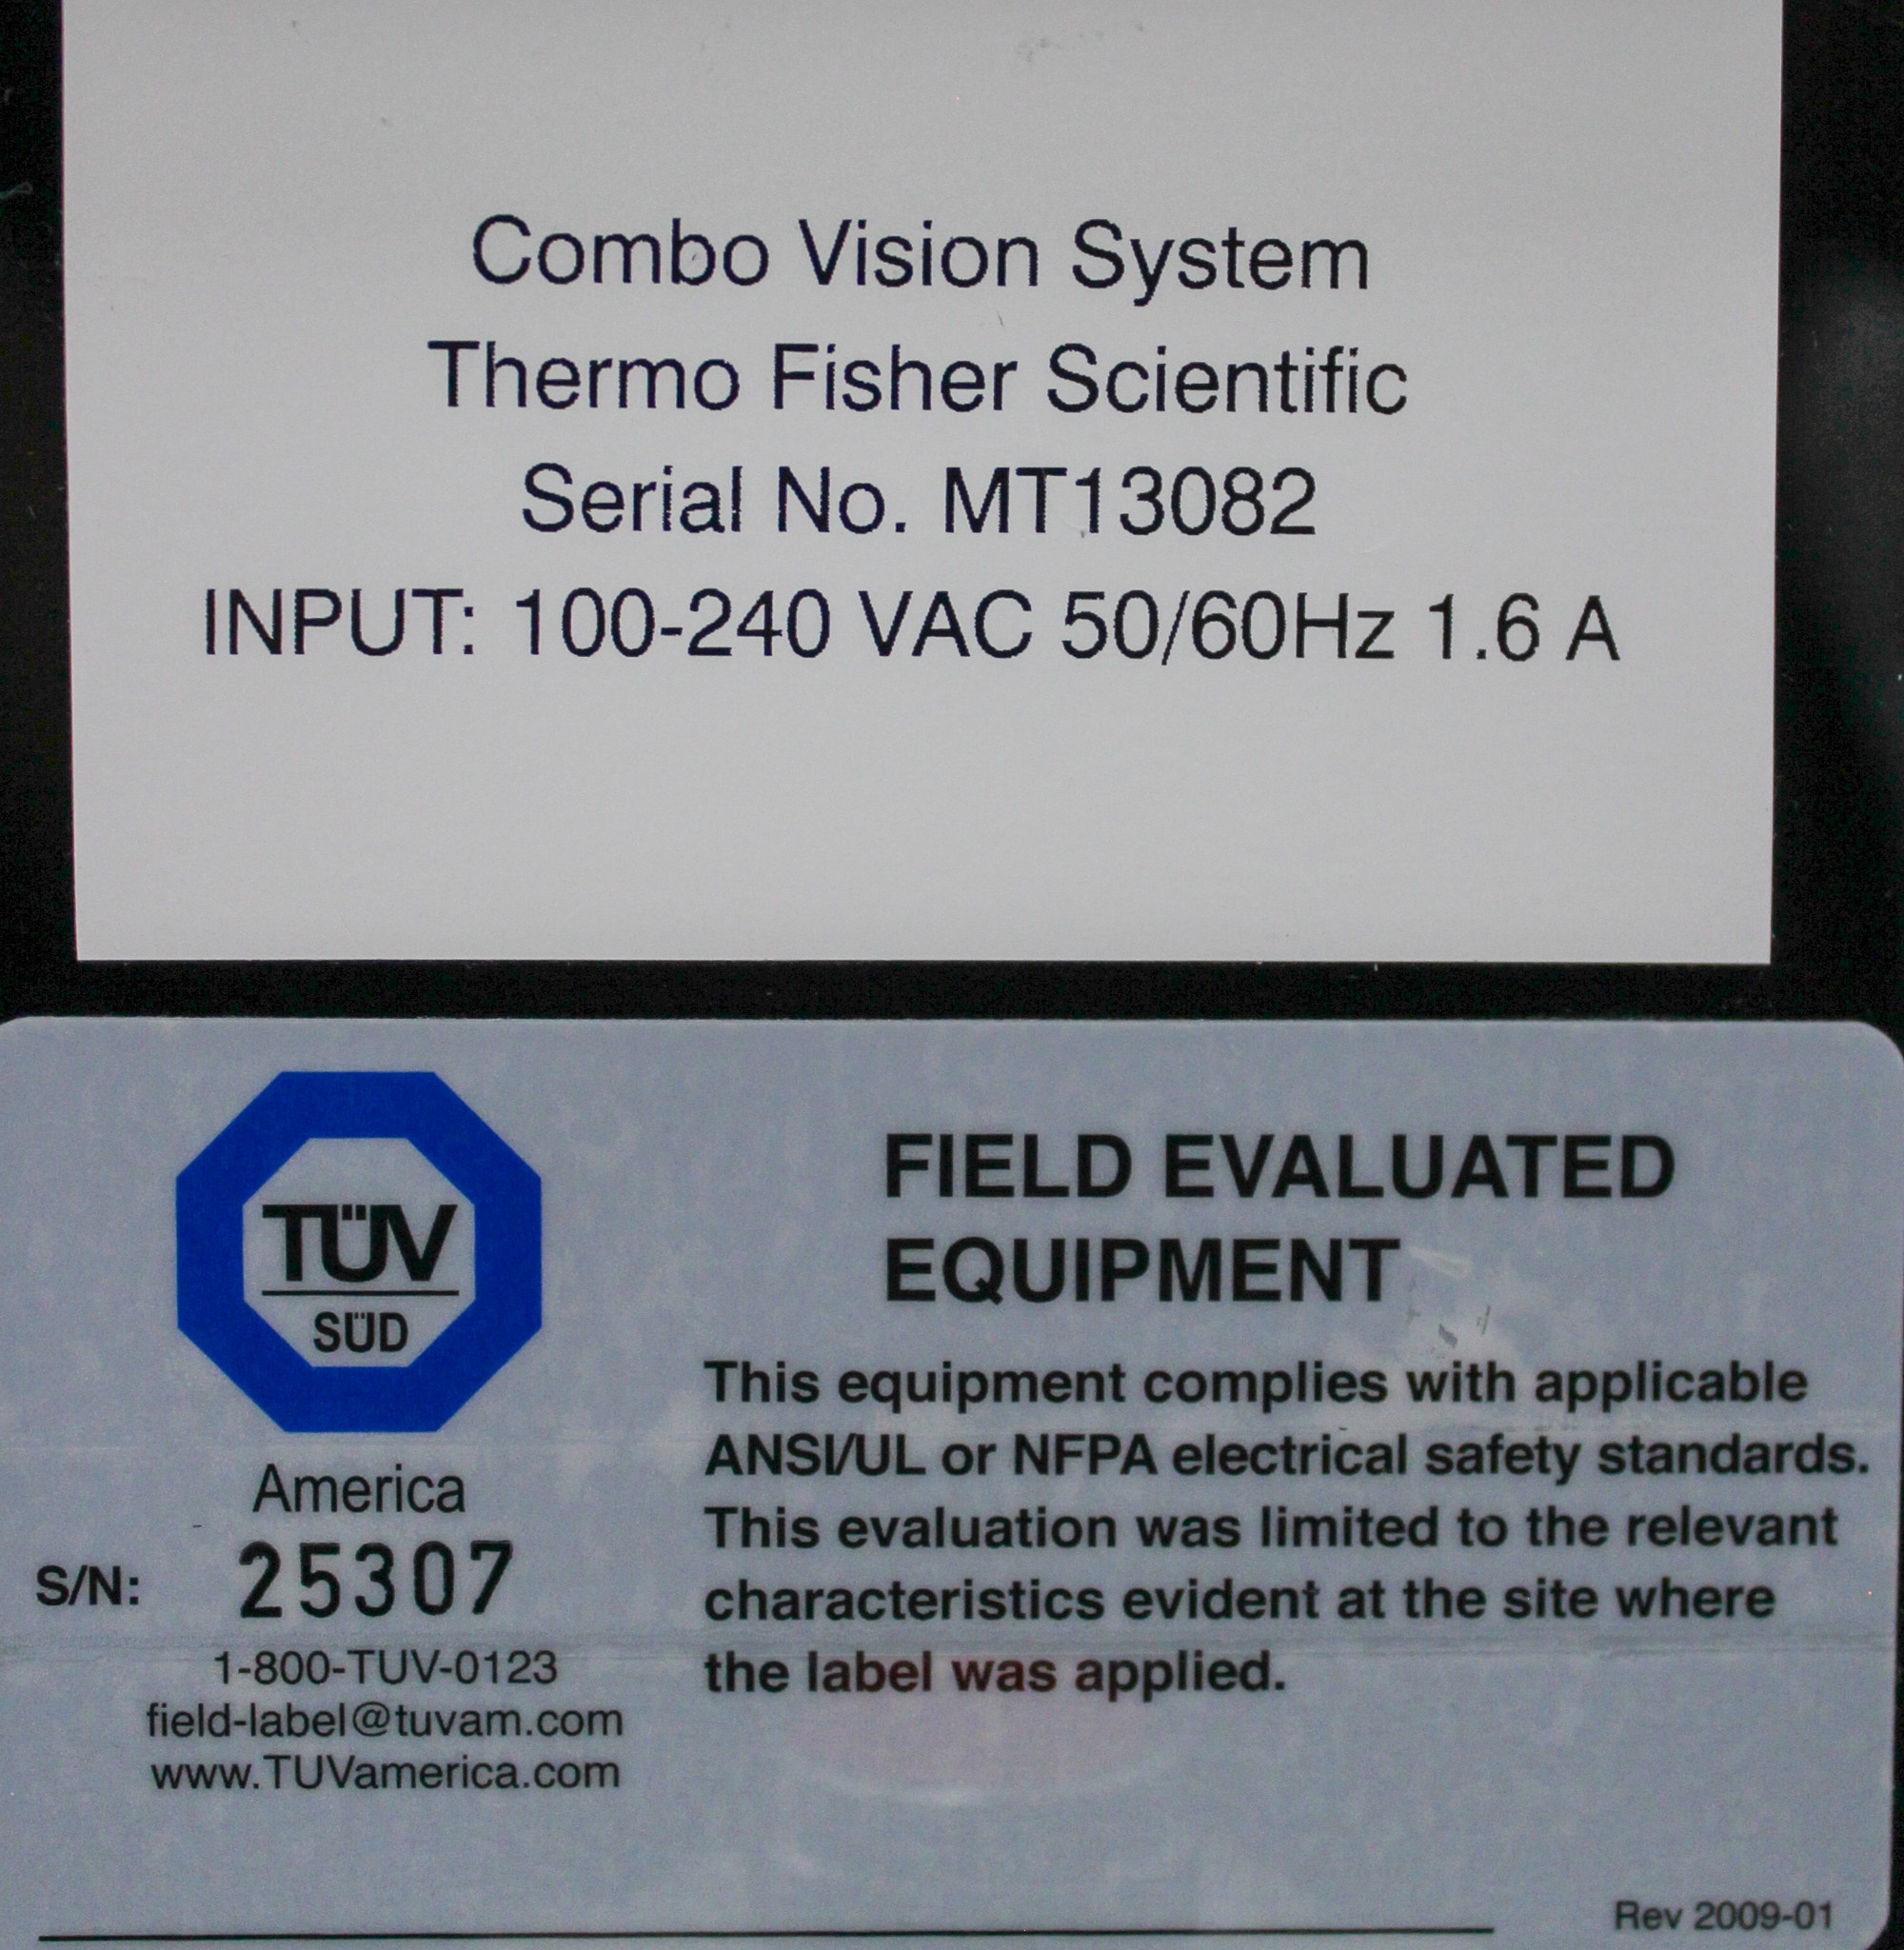 Combo Vision System
Thermo Fisher Scientific
Serial No. MT13082
INPUT: 100-240 VAC 50/60Hz 1.6 A
TÜV
SÜD
America
S/N: 25307
1-800-TUV-0123
field-label@tuvam.com
www.TUVamerica.com
FIELD EVALUATED
EQUIPMENT
This equipment complies with applicable
ANSI/UL or NFPA electrical safety standards.
This evaluation was limited to the relevant
characteristics evident at the site where
the label was applied.
Rev 2009-01